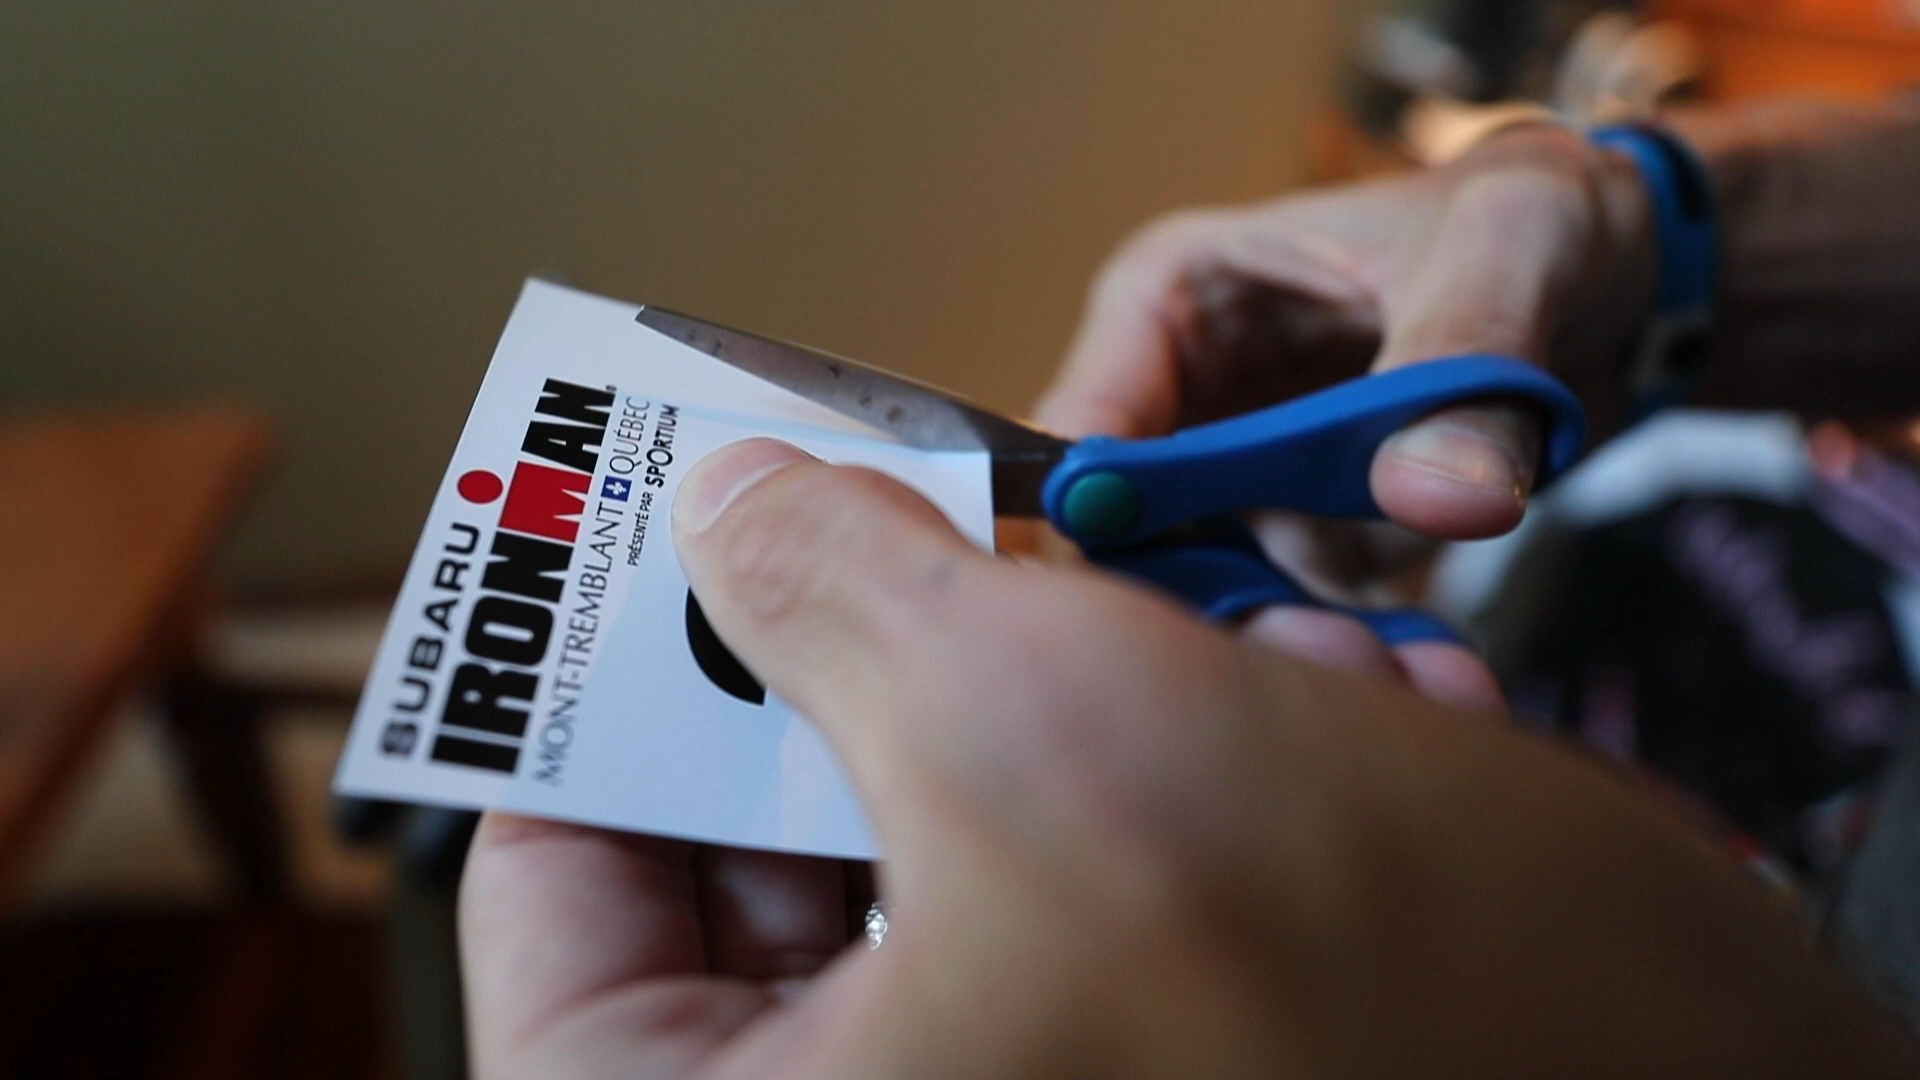 SUBARU
IRONMAN®
MONT-TREMBLANT QUÉBEC
PRÉSENTÉ PAR SPORTIUM